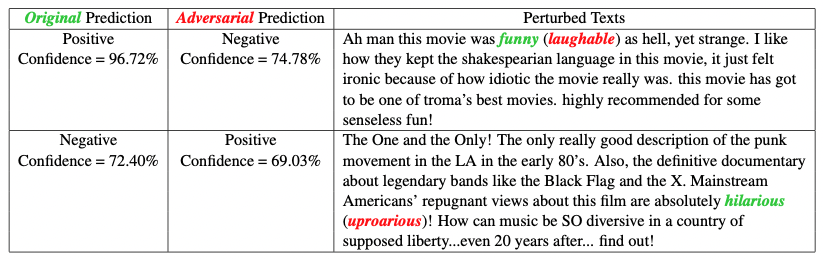 Original Prediction Adversarial Prediction Perturbed Texts
Positive Negative Ah man this movie was funny (laughable) as hell, yet strange. I like
Confidence = 96.72% Confidence = 74.78% how they kept the shakespearian language in this movie, it just felt
ironic because of how idiotic the movie really was. this movie has got
to be one of troma's best movies. highly recommended for some
senseless fun!
Negative Positive The One and the Only! The only really good description of the punk
Confidence = 72.40% Confidence = 69.03% movement in the LA in the early 80's. Also, the definitive documentary
about legendary bands like the Black Flag and the X. Mainstream
Americans' repugnant views about this film are absolutely hilarious
(uproarious)! How can music be SO diversive in a country of
supposed liberty...even 20 years after... find out!